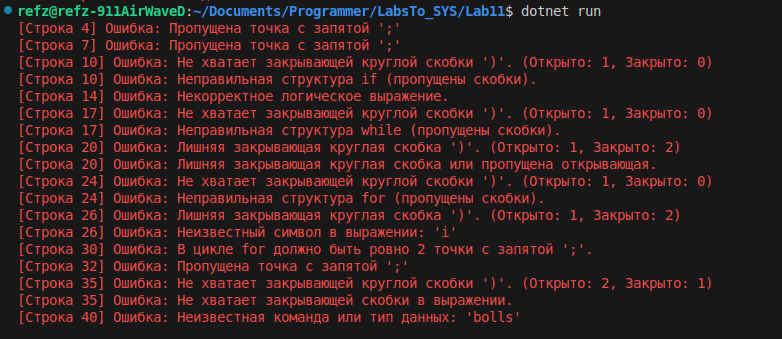 refz@refz-911AirWaveD:~/Documents/Programmer/LabsTo_SYS/Lab11$ dotnet run
[Строка 4] Ошибка: Пропущена точка с запятой ';'
[Строка 7] Ошибка: Пропущена точка с запятой ';'
[Строка 10] Ошибка: Не хватает закрывающей круглой скобки ')'. (Открыто: 1, Закрыто: 0)
[Строка 10] Ошибка: Неправильная структура if (пропущены скобки).
[Строка 14] Ошибка: Некорректное логическое выражение.
[Строка 17] Ошибка: Не хватает закрывающей круглой скобки ')'. (Открыто: 1, Закрыто: 0)
[Строка 17] Ошибка: Неправильная структура while (пропущены скобки).
[Строка 20] Ошибка: Лишняя закрывающая круглая скобка ')'. (Открыто: 1, Закрыто: 2)
[Строка 20] Ошибка: Лишняя закрывающая круглая скобка или пропущена открывающая.
[Строка 24] Ошибка: Не хватает закрывающей круглой скобки ')'. (Открыто: 1, Закрыто: 0)
[Строка 24] Ошибка: Неправильная структура for (пропущены скобки).
[Строка 26] Ошибка: Лишняя закрывающая круглая скобка ')'. (Открыто: 1, Закрыто: 2)
[Строка 26] Ошибка: Неизвестный символ в выражении: 'i'
[Строка 30] Ошибка: В цикле for должно быть ровно 2 точки с запятой ';'.
[Строка 32] Ошибка: Пропущена точка с запятой ';'
[Строка 35] Ошибка: Не хватает закрывающей круглой скобки ')'. (Открыто: 2, Закрыто: 1)
[Строка 35] Ошибка: Не хватает закрывающей скобки в выражении.
[Строка 40] Ошибка: Неизвестная команда или тип данных: 'bolls'